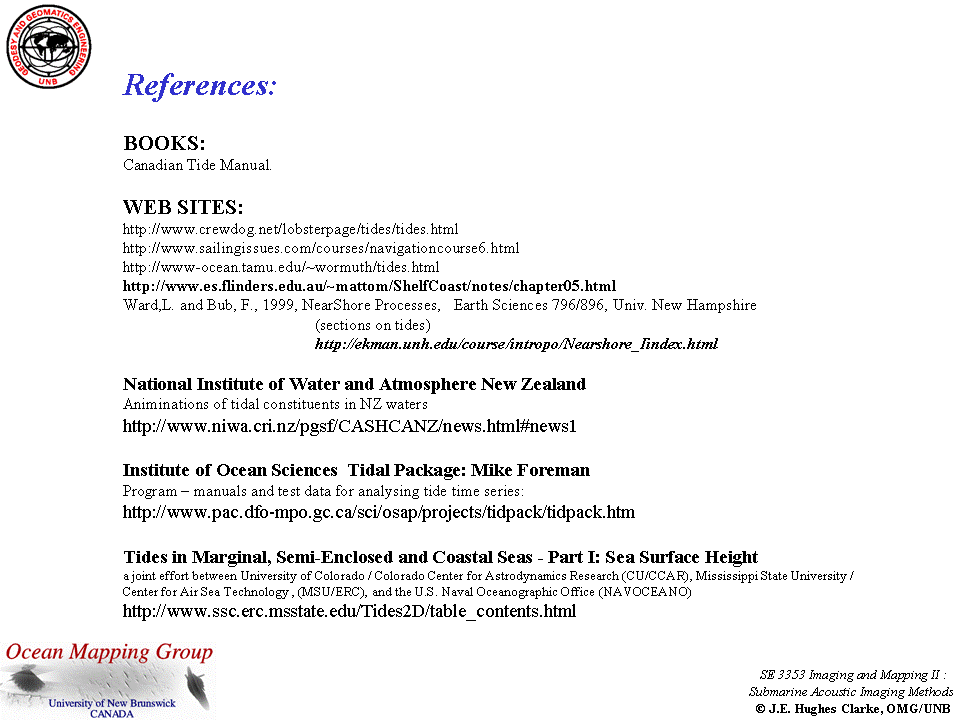 GEODESY AND GEOMATICS ENGINEERING
UNB
References:
BOOKS:
Canadian Tide Manual.
WEB SITES:
http://www.crewdog.net/lobsterpage/tides/tides.html
http://www.sailingissues.com/courses/navigationcourse6.html
http://www-ocean.tamu.edu/~wormuth/tides.html
http://www.es.flinders.edu.au/~mattom/ShelfCoast/notes/chapter05.html
Ward,L. and Bub, F., 1999, NearShore Processes, Earth Sciences 796/896, Univ. New Hampshire
(sections on tides)
http://ekman.unh.edu/course/intropo/Nearshore_Iindex.html
National Institute of Water and Atmosphere New Zealand
Animinations of tidal constituents in NZ waters
http://www.niwa.cri.nz/pgsf/CASHCANZ/news.html#news1
Institute of Ocean Sciences Tidal Package: Mike Foreman
Program – manuals and test data for analysing tide time series:
http://www.pac.dfo-mpo.gc.ca/sci/osap/projects/tidpack/tidpack.htm
Tides in Marginal, Semi-Enclosed and Coastal Seas - Part I: Sea Surface Height
a joint effort between University of Colorado / Colorado Center for Astrodynamics Research (CU/CCAR), Mississippi State University /
Center for Air Sea Technology , (MSU/ERC), and the U.S. Naval Oceanographic Office (NAVOCEANO)
http://www.ssc.erc.msstate.edu/Tides2D/table_contents.html
Ocean Mapping Group
University of New Brunswick
CANADA
SE 3353 Imaging and Mapping II :
Submarine Acoustic Imaging Methods
© J.E. Hughes Clarke, OMG/UNB